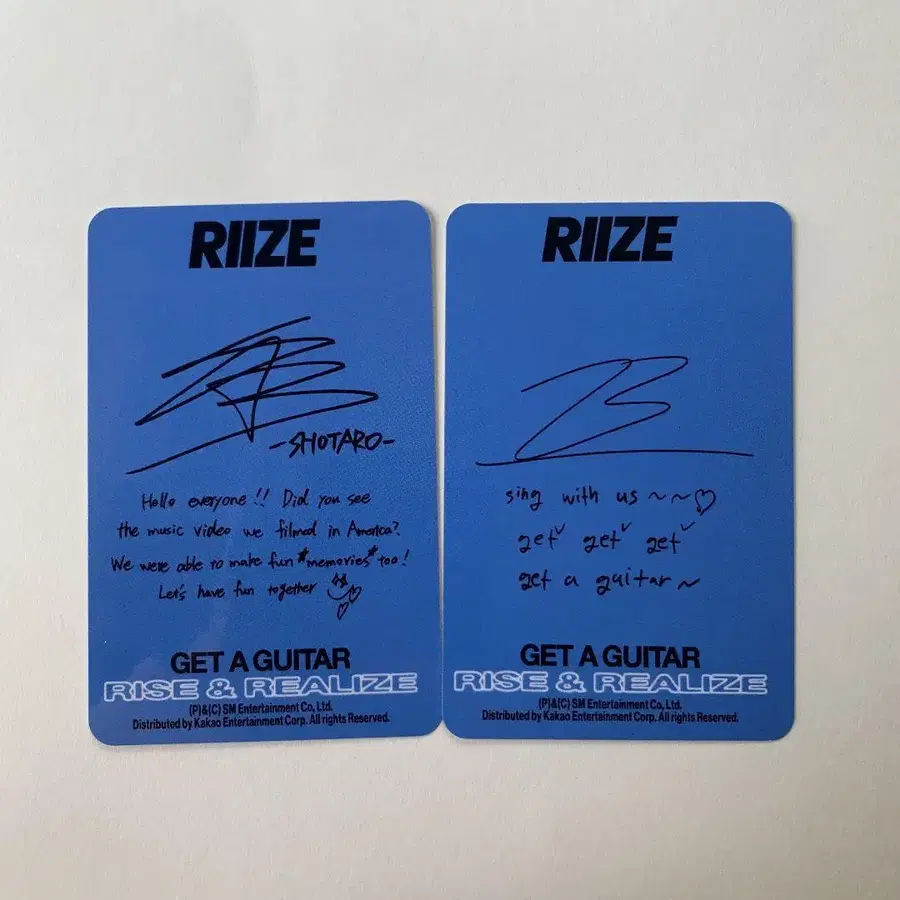 RIIZE
-SHOTARO-
Hello everyone!! Did you see
the music video we filmed in America?
We were able to make fun *memories* too!
Let's have fun together
GET A GUITAR
RISE & REALIZE
(P)&(C) SM Entertainment Co., Ltd.
Distributed by Kakao Entertainment Corp. All rights Reserved.
RIIZE
sing with us ~~♡
get get get
get a guitar ~
GET A GUITAR
RISE & REALIZE
(P)&(C) SM Entertainment Co., Ltd.
Distributed by Kakao Entertainment Corp. All rights Reserved.